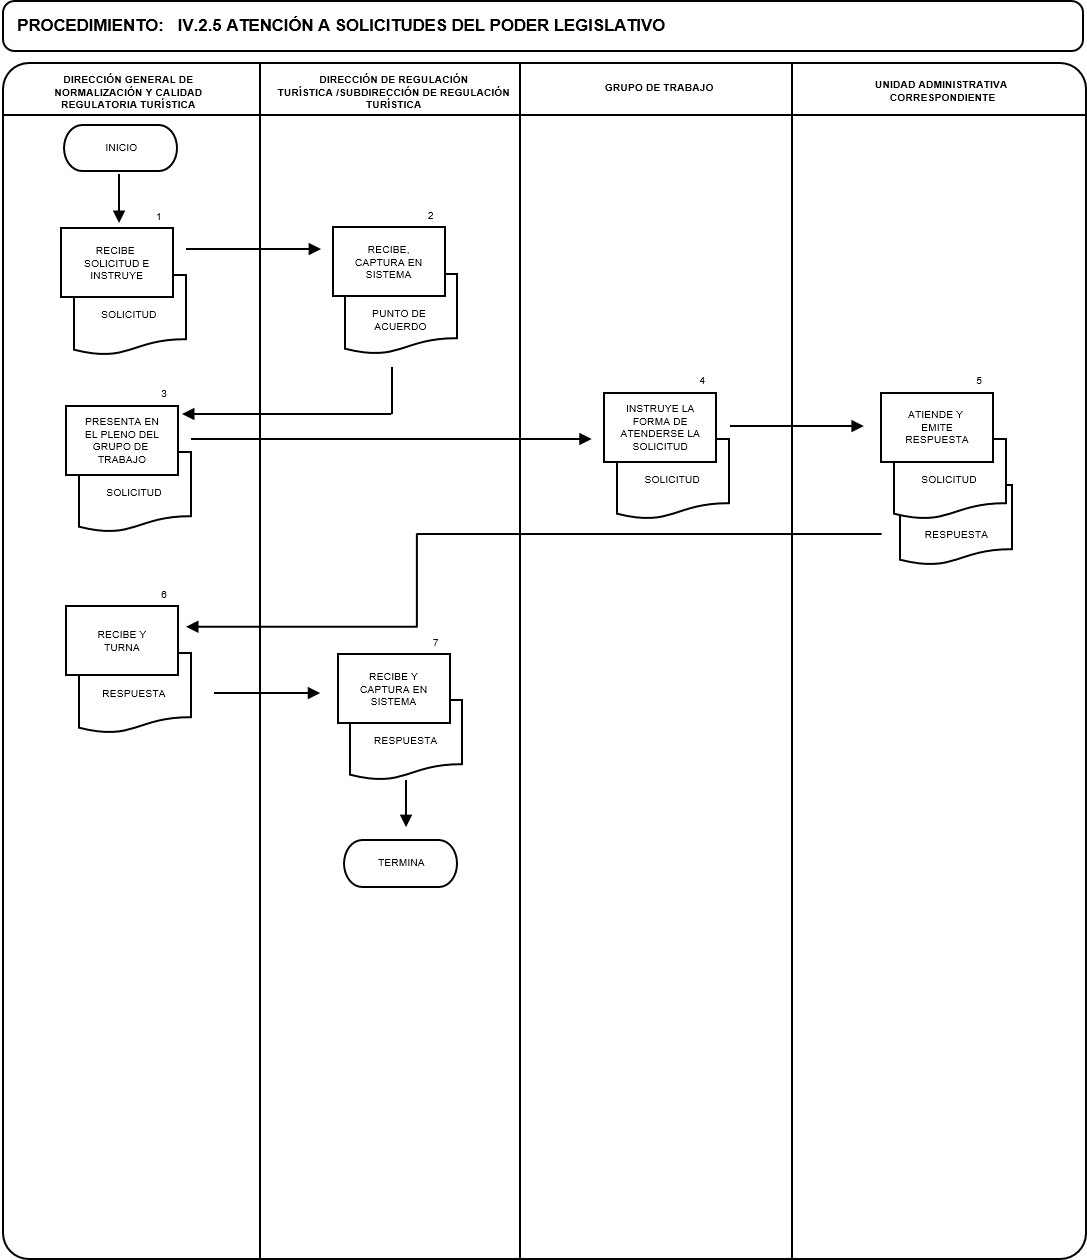 PROCEDIMIENTO: IV.2.5 ATENCIÓN A SOLICITUDES DEL PODER LEGISLATIVO
DIRECCIÓN GENERAL DE
NORMALIZACIÓN Y CALIDAD
REGULATORIA TURÍSTICA
DIRECCIÓN DE REGULACIÓN
TURÍSTICA /SUBDIRECCIÓN DE REGULACIÓN
TURÍSTICA
GRUPO DE TRABAJO
UNIDAD ADMINISTRATIVA
CORRESPONDIENTE
INICIO
1
RECIBE
SOLICITUD E
INSTRUYE
SOLICITUD
2
RECIBE,
CAPTURA EN
SISTEMA
PUNTO DE
ACUERDO
3
PRESENTA EN
EL PLENO DEL
GRUPO DE
TRABAJO
SOLICITUD
4
INSTRUYE LA
FORMA DE
ATENDERSE LA
SOLICITUD
SOLICITUD
5
ATIENDE Y
EMITE
RESPUESTA
SOLICITUD
RESPUESTA
6
RECIBE Y
TURNA
RESPUESTA
7
RECIBE Y
CAPTURA EN
SISTEMA
RESPUESTA
TERMINA